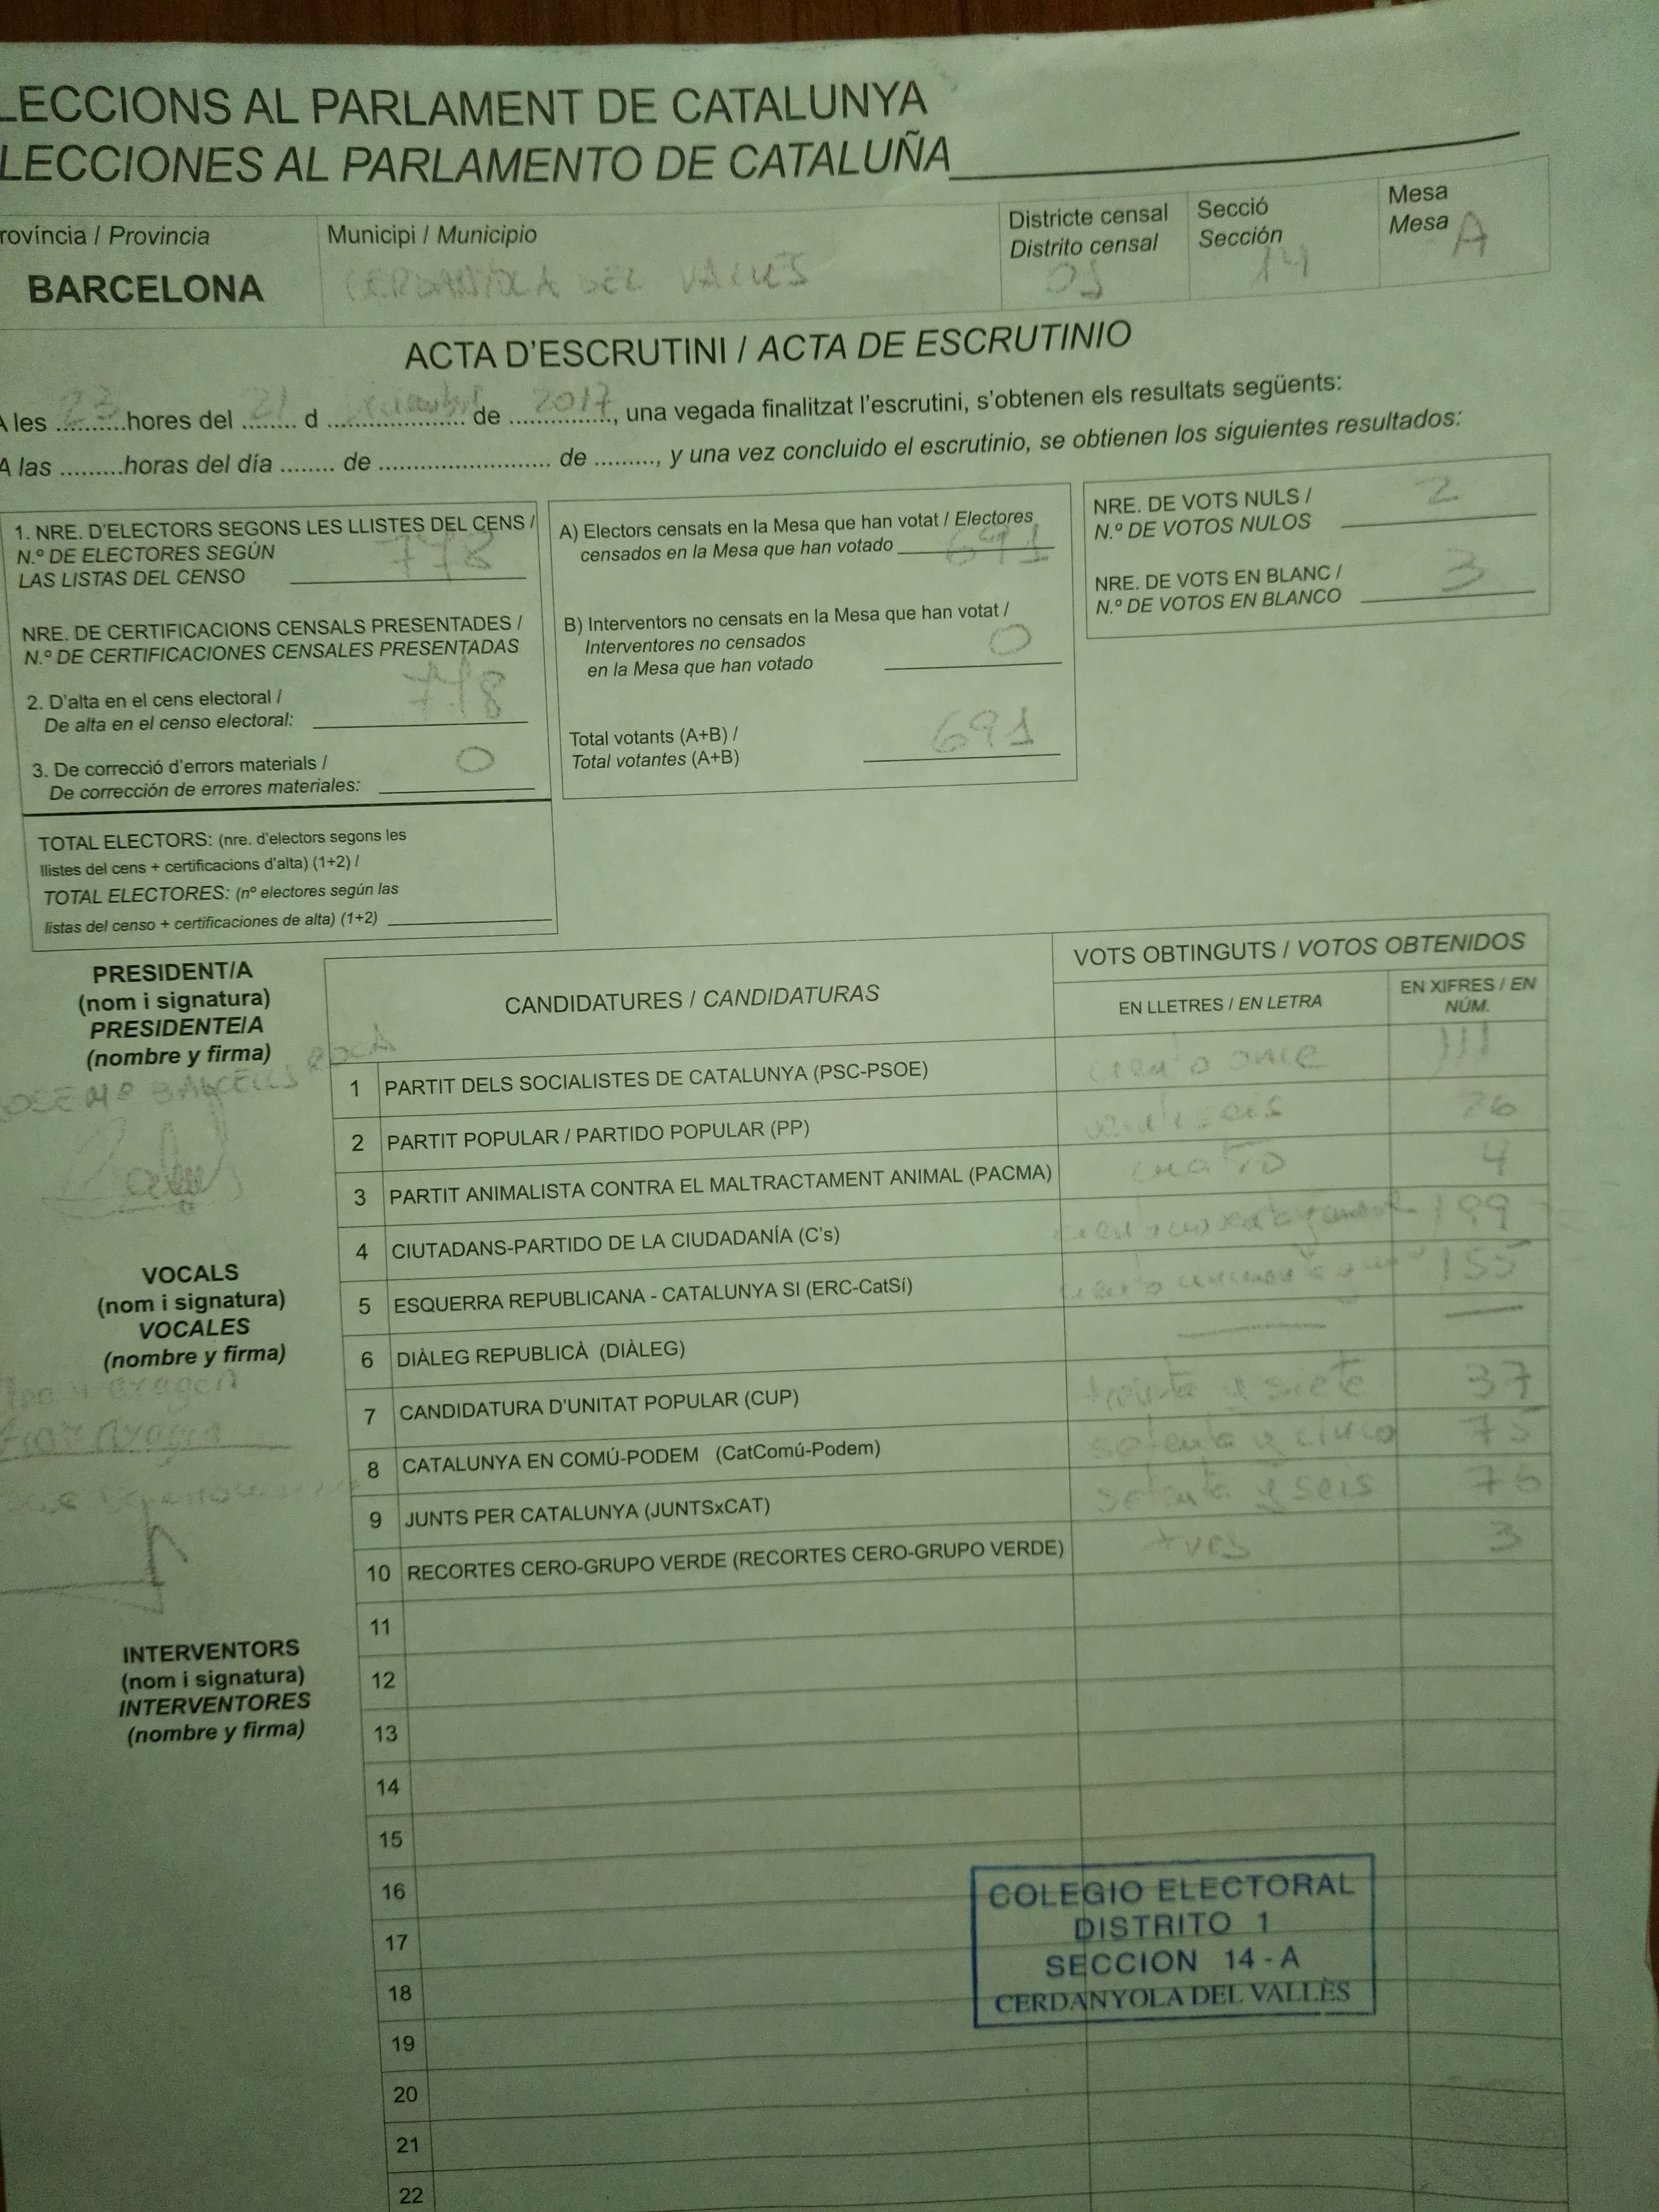 LECCIONS AL PARLAMENT DE CATALUNYA
LECCIONES AL PARLAMENTO DE CATALUÑA
rovíncia / Provincia
BARCELONA
Municipi / Municipio
CERDANYOLA DEL VALLES
Districte censal
Distrito censal
01
Secció
Sección
14
Mesa
Mesa A
ACTA D'ESCRUTINI / ACTA DE ESCRUTINIO
A les ...23...hores del ...21... d ............ de ...2017..., una vegada finalitzat l'escrutini, s'obtenen els resultats següents:
A las .........horas del día ........ de ......................... de ........., y una vez concluido el escrutinio, se obtienen los siguientes resultados:
1. NRE. D'ELECTORS SEGONS LES LLISTES DEL CENS /
N.º DE ELECTORES SEGÚN
LAS LISTAS DEL CENSO 778
NRE. DE CERTIFICACIONS CENSALS PRESENTADES /
N.º DE CERTIFICACIONES CENSALES PRESENTADAS
2. D'alta en el cens electoral /
De alta en el censo electoral: 778
3. De correcció d'errors materials /
De corrección de errores materiales: 0
TOTAL ELECTORS: (nre. d'electors segons les
llistes del cens + certificacions d'alta) (1+2) /
TOTAL ELECTORES: (nº electores según las
listas del censo + certificaciones de alta) (1+2)
A) Electors censats en la Mesa que han votat / Electores
censados en la Mesa que han votado 691
B) Interventors no censats en la Mesa que han votat /
Interventores no censados
en la Mesa que han votado 0
Total votants (A+B) /
Total votantes (A+B) 691
NRE. DE VOTS NULS /
N.º DE VOTOS NULOS 2
NRE. DE VOTS EN BLANC /
N.º DE VOTOS EN BLANCO 3
PRESIDENT/A
(nom i signatura)
PRESIDENTE/A
(nombre y firma)
OSE Mª BARCELLS ROCA
VOCALS
(nom i signatura)
VOCALES
(nombre y firma)
aragon
INTERVENTORS
(nom i signatura)
INTERVENTORES
(nombre y firma)
CANDIDATURES / CANDIDATURAS
VOTS OBTINGUTS / VOTOS OBTENIDOS
EN LLETRES / EN LETRA
EN XIFRES / EN NÚM.
1 PARTIT DELS SOCIALISTES DE CATALUNYA (PSC-PSOE) ciento once 111
2 PARTIT POPULAR / PARTIDO POPULAR (PP)
3 PARTIT ANIMALISTA CONTRA EL MALTRACTAMENT ANIMAL (PACMA) cuatro 4
4 CIUTADANS-PARTIDO DE LA CIUDADANÍA (C's) 199
5 ESQUERRA REPUBLICANA - CATALUNYA SI (ERC-CatSí) 155
6 DIÀLEG REPUBLICÀ (DIÀLEG) — —
7 CANDIDATURA D'UNITAT POPULAR (CUP) treinta y siete 37
8 CATALUNYA EN COMÚ-PODEM (CatComú-Podem) setenta y cinco 75
9 JUNTS PER CATALUNYA (JUNTSxCAT) setenta y seis 76
10 RECORTES CERO-GRUPO VERDE (RECORTES CERO-GRUPO VERDE) tres 3
11
12
13
14
15
16
17
18
19
20
21
22
COLEGIO ELECTORAL
DISTRITO 1
SECCION 14 - A
CERDANYOLA DEL VALLÈS